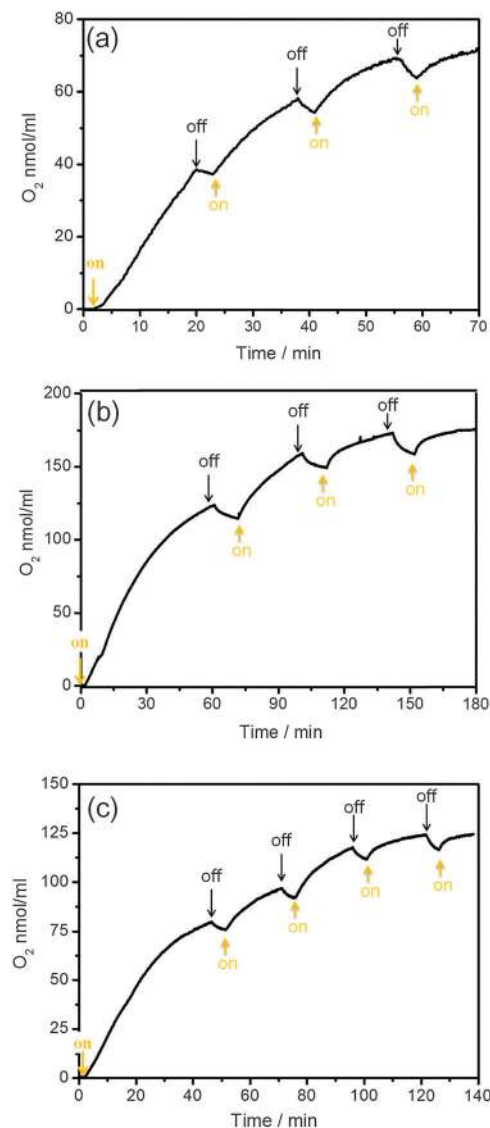 (a)
O₂ nmol/ml
80
60
40
20
0
on
off
on
off
on
off
on
0 10 20 30 40 50 60 70
Time / min
(b)
O₂ nmol/ml
200
150
100
50
0
on
off
on
off
on
off
on
0 30 60 90 120 150 180
Time / min
(c)
O₂ nmol/ml
150
125
100
75
50
25
0
on
off
on
off
on
off
on
off
on
0 20 40 60 80 100 120 140
Time / min